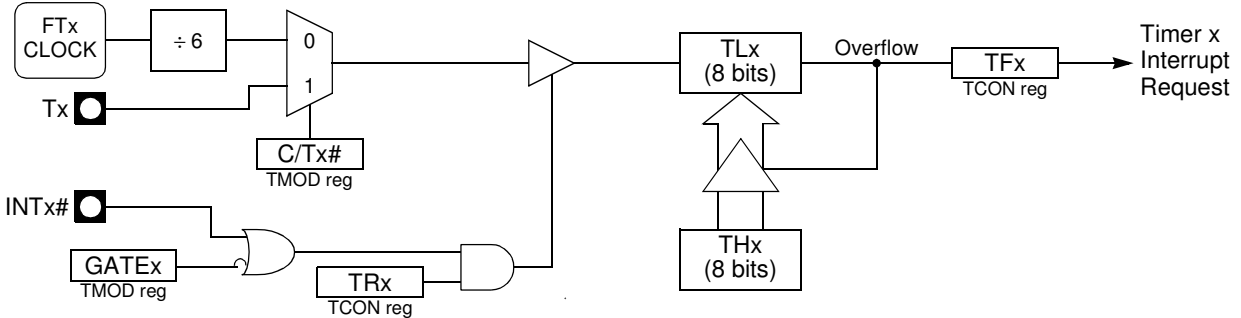 FTx
CLOCK
÷ 6
0
1
Tx
C/Tx#
TMOD reg
INTx#
GATEx
TMOD reg
TRx
TCON reg
TLx
(8 bits)
Overflow
TFx
TCON reg
Timer x
Interrupt
Request
THx
(8 bits)